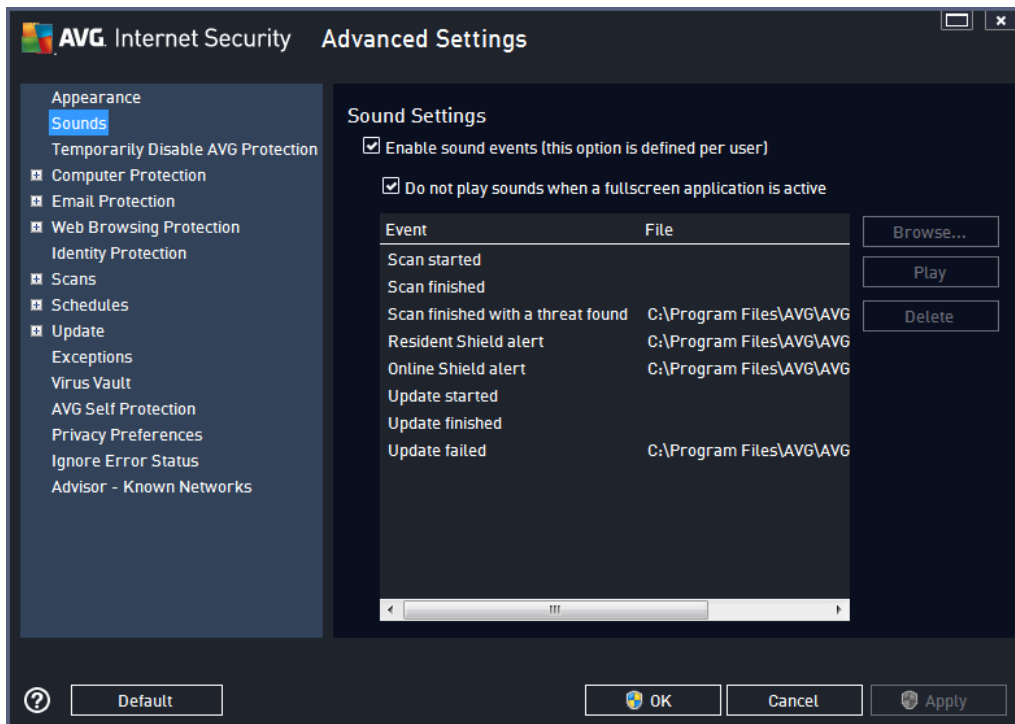 AVG. Internet Security Advanced Settings
Appearance
Sounds
Temporarily Disable AVG Protection
Computer Protection
Email Protection
Web Browsing Protection
Identity Protection
Scans
Schedules
Update
Exceptions
Virus Vault
AVG Self Protection
Privacy Preferences
Ignore Error Status
Advisor - Known Networks
Sound Settings
Enable sound events (this option is defined per user)
Do not play sounds when a fullscreen application is active
Event File
Scan started
Scan finished
Scan finished with a threat found C:\Program Files\AVG\AVG
Resident Shield alert C:\Program Files\AVG\AVG
Online Shield alert C:\Program Files\AVG\AVG
Update started
Update finished
Update failed C:\Program Files\AVG\AVG
Browse...
Play
Delete
Default OK Cancel Apply